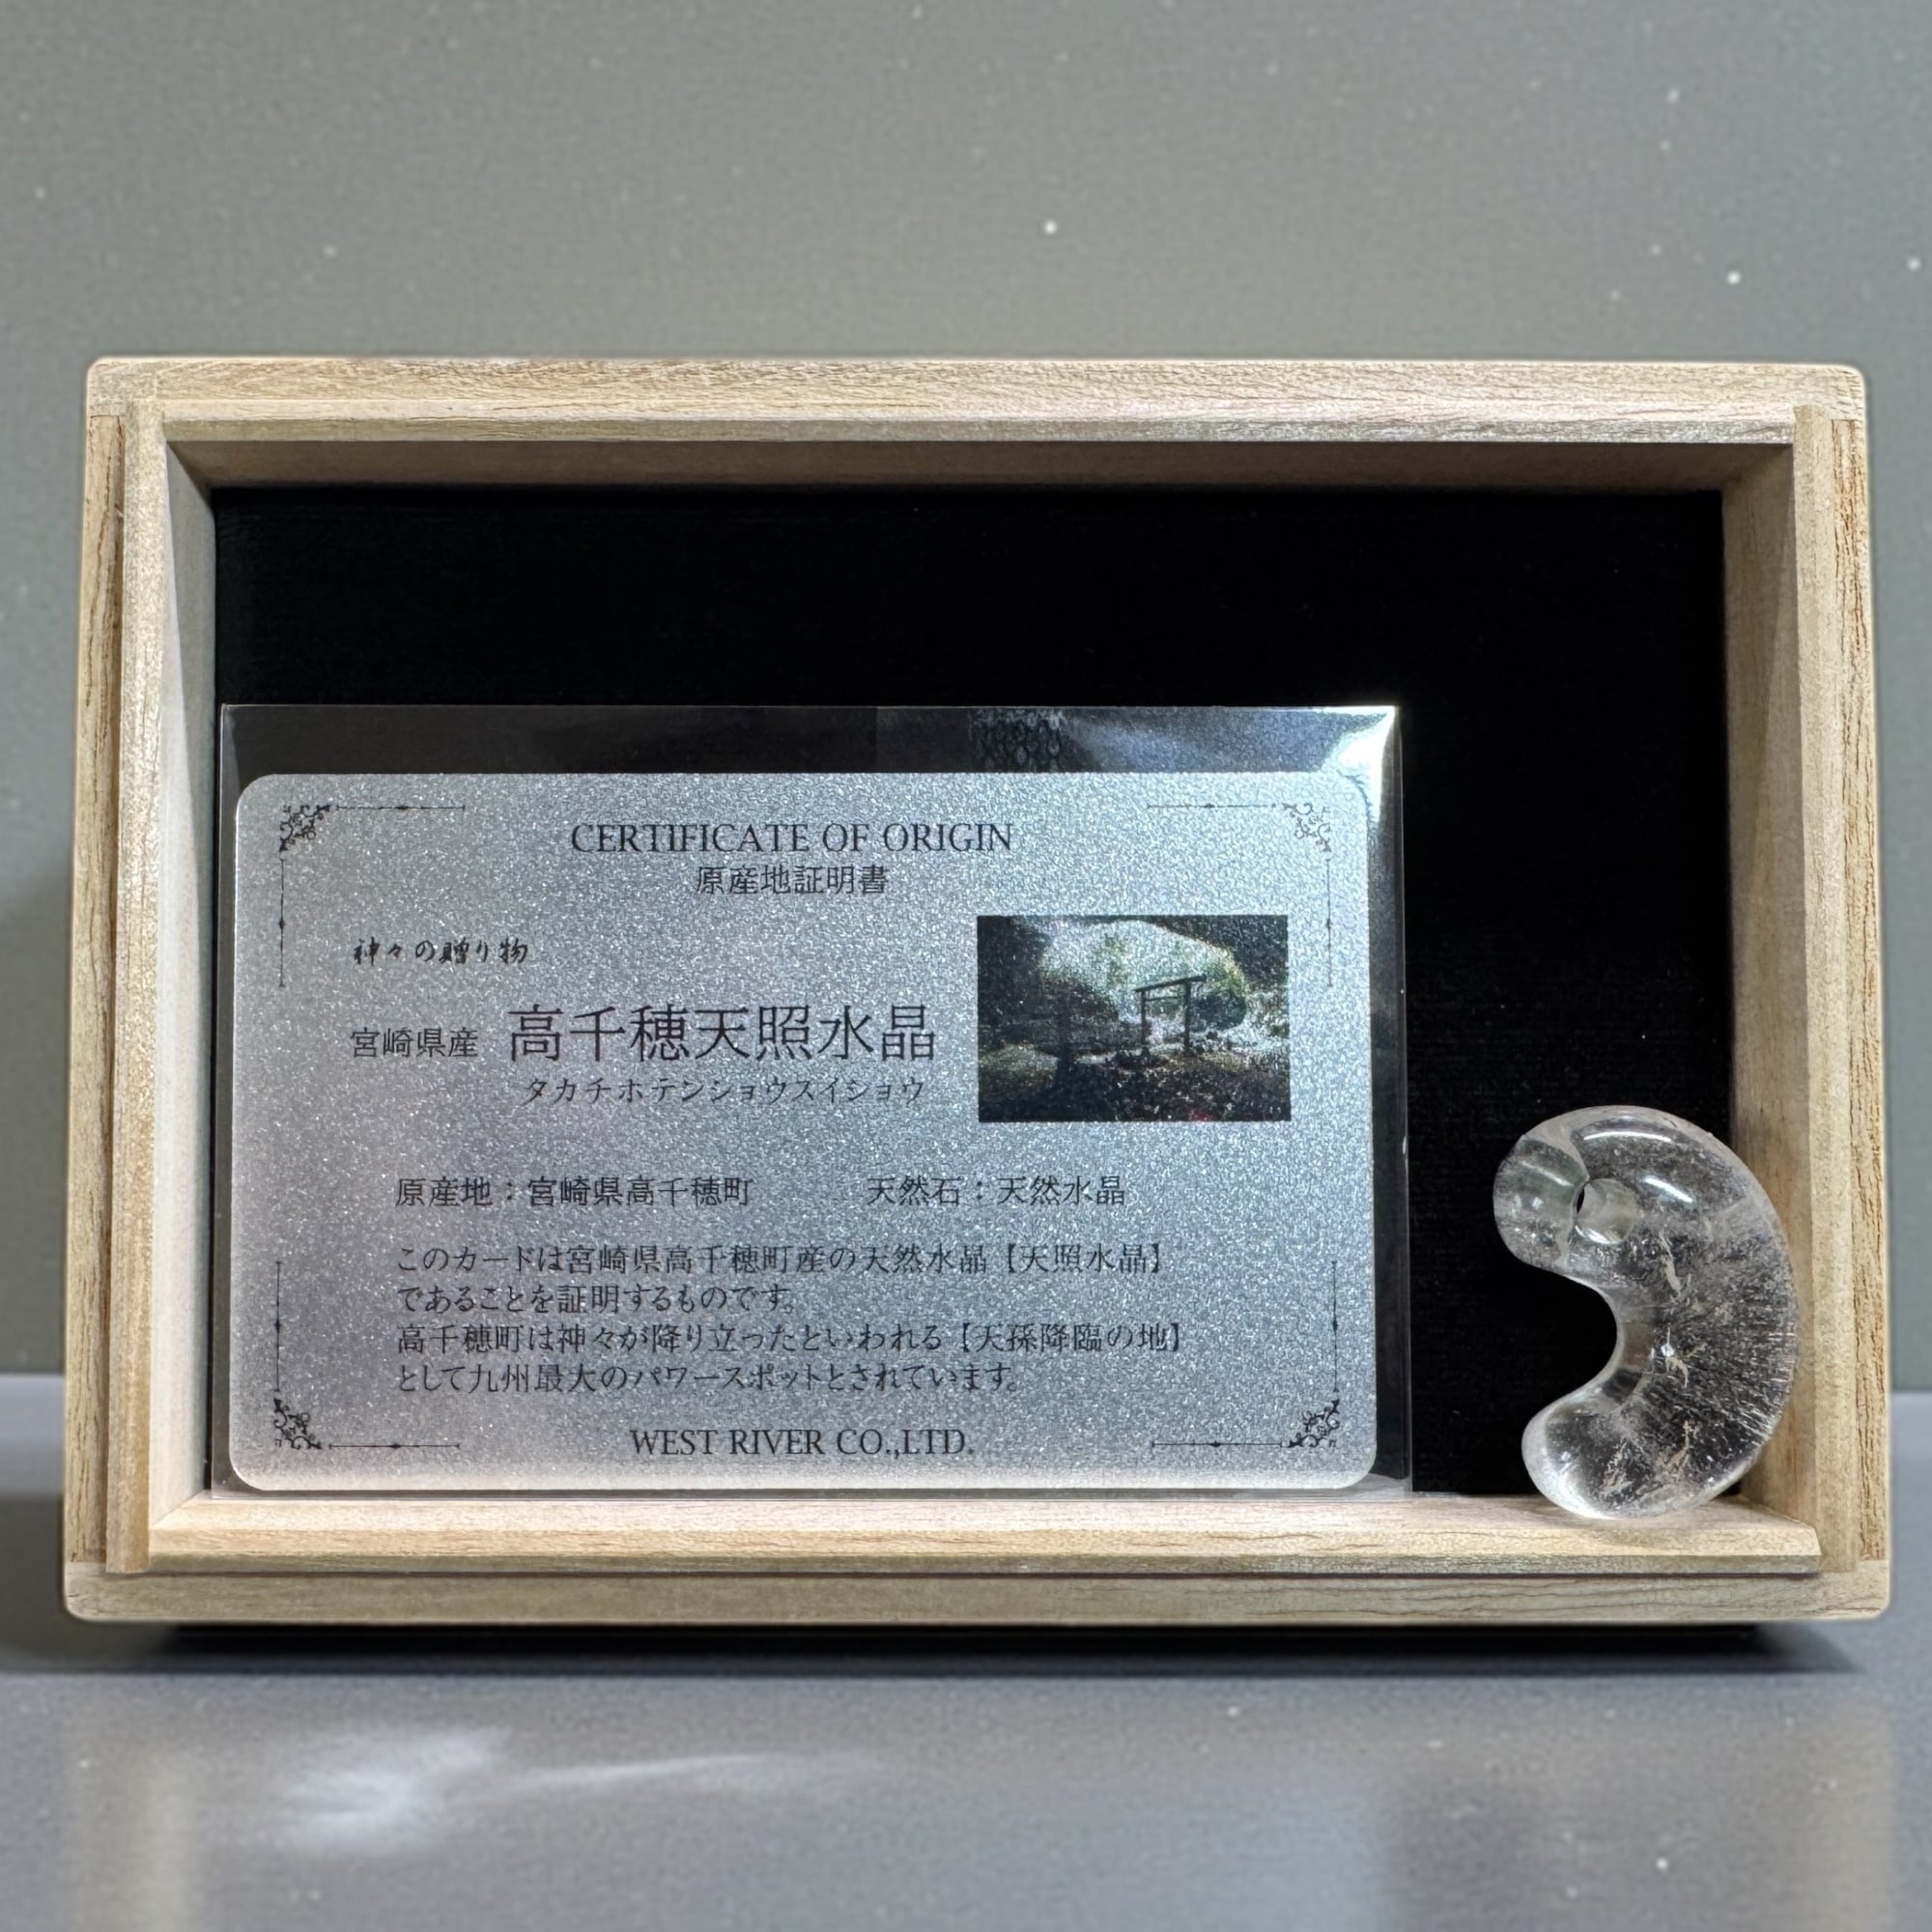 CERTIFICATE OF ORIGIN
原産地証明書
神々の贈り物
宮崎県産 高千穂天照水晶
タカチホテンショウスイショウ
原産地：宮崎県高千穂町 天然石：天然水晶
このカードは宮崎県高千穂町産の天然水晶【天照水晶】
であることを証明するものです。
高千穂町は神々が降り立ったといわれる【天孫降臨の地】
として九州最大のパワースポットとされています。
WEST RIVER CO.,LTD.